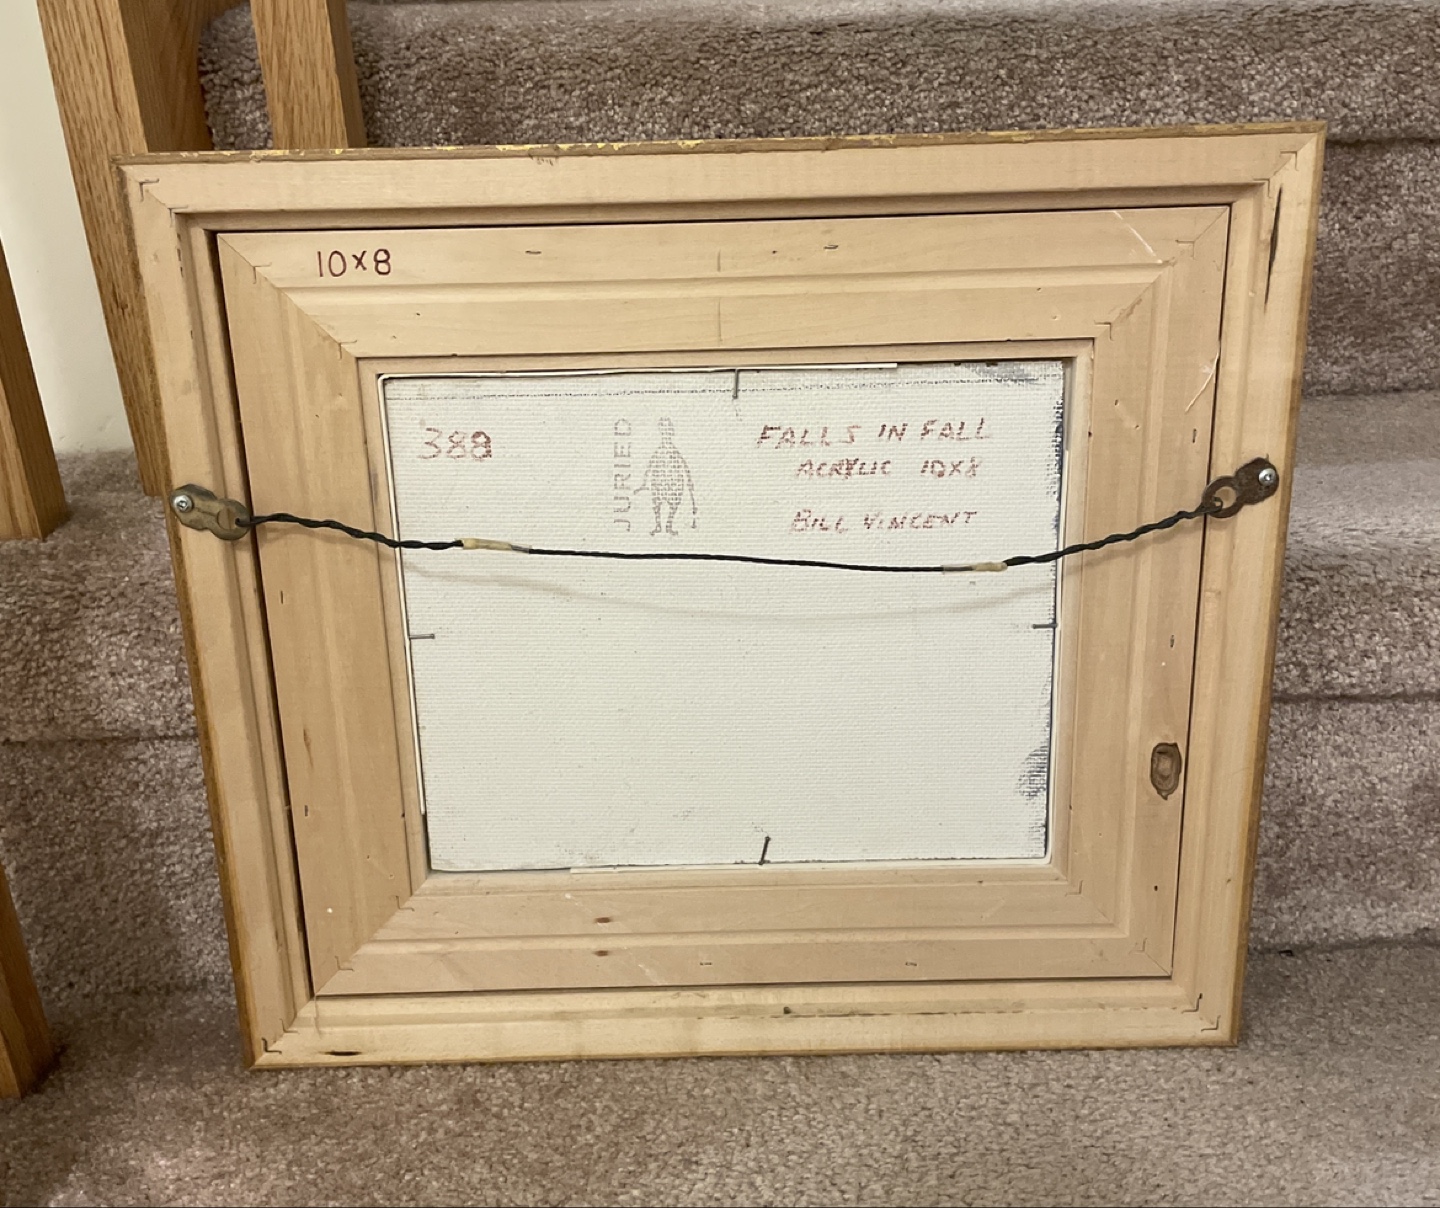 10x8
388
JURIED
FALLS IN FALL
ACRYLIC 10X8
BILL VINCENT